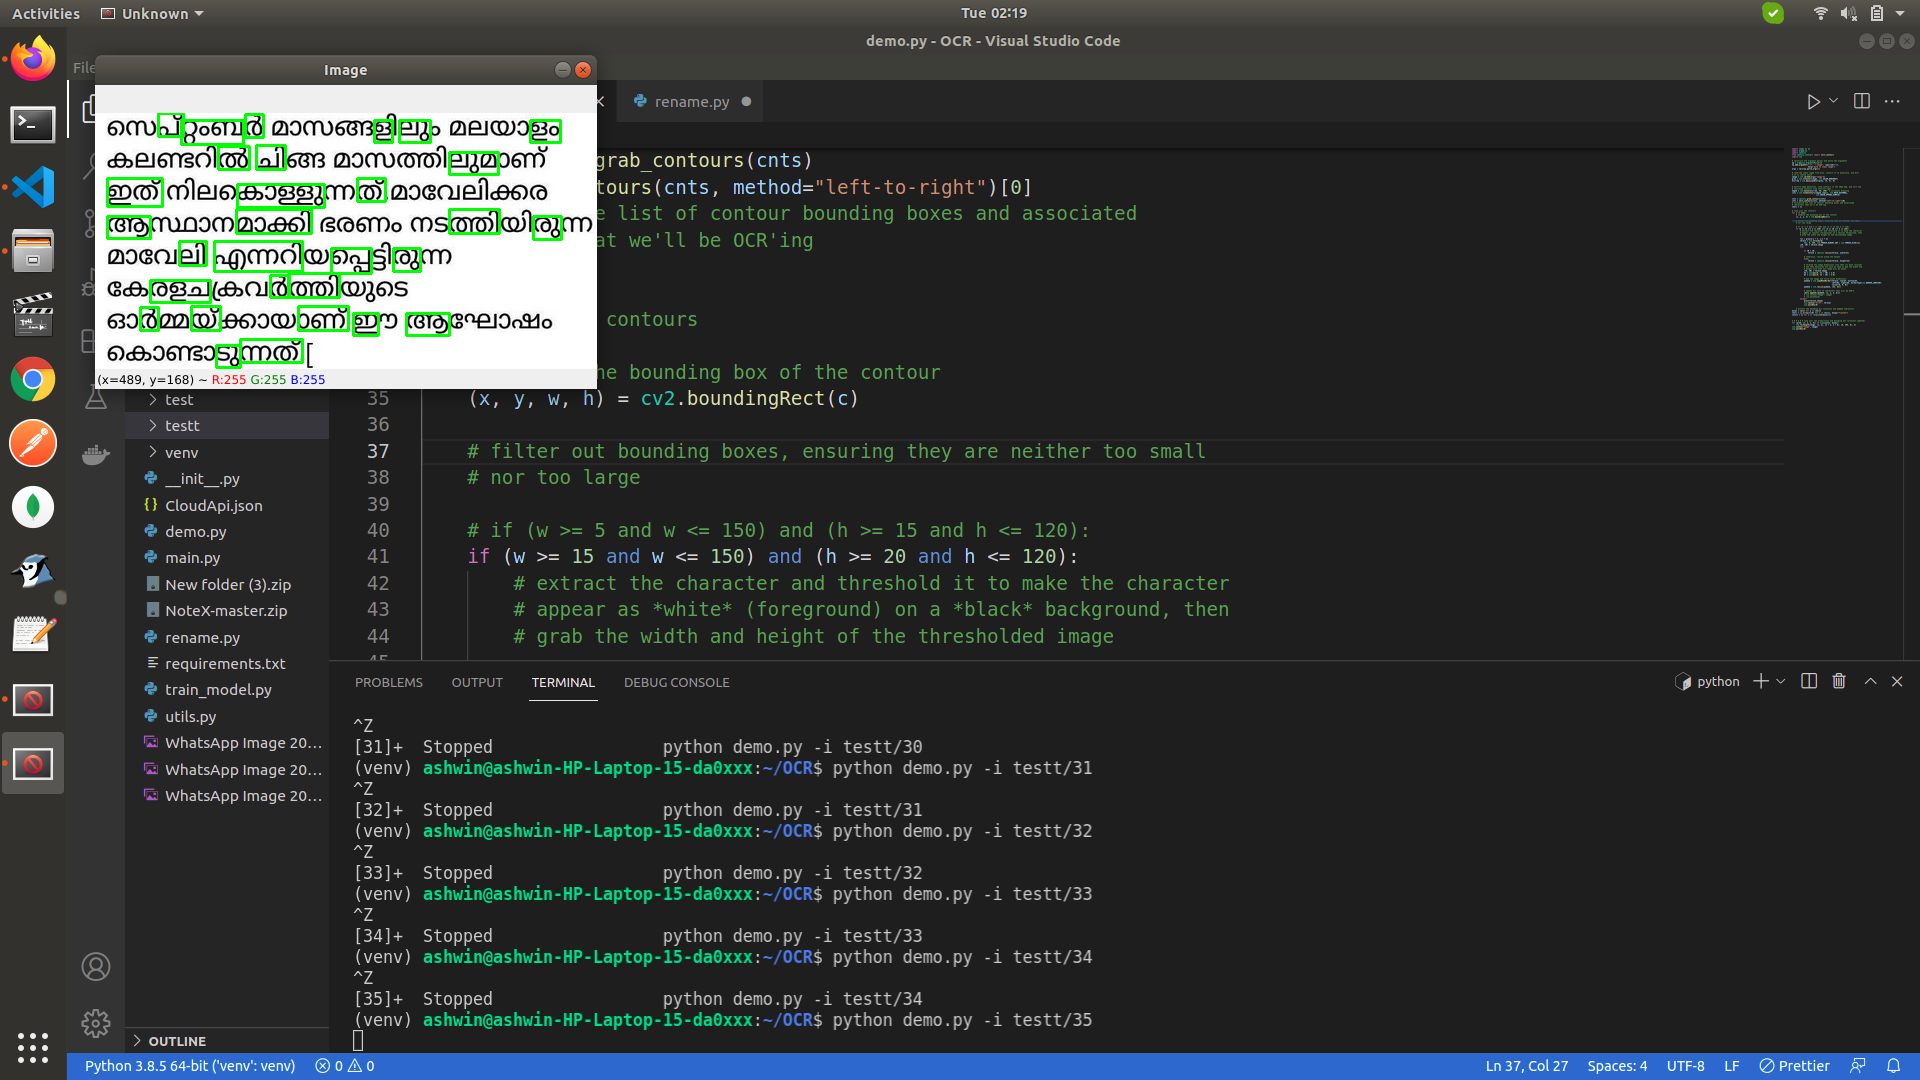 Activities
Unknown
Tue 02:19
demo.py - OCR - Visual Studio Code
File
Image
rename.py
സെപ്റ്റംബർ മാസങ്ങളിലും മലയാളം
കലണ്ടറിൽ ചിങ്ങ മാസത്തിലുമാണ്
ഇത് നിലകൊള്ളുന്നത്. മാവേലിക്കര
ആസ്ഥാനമാക്കി ഭരണം നടത്തിയിരുന്ന
മാവേലി എന്നറിയപ്പെട്ടിരുന്ന
കേരളചക്രവർത്തിയുടെ
ഓർമ്മയ്ക്കായാണ് ഈ ആഘോഷം
കൊണ്ടാടുന്നത്.[
(x=489, y=168) ~ R:255 G:255 B:255
grab_contours(cnts)
tours(cnts, method="left-to-right")[0]
e list of contour bounding boxes and associated
at we'll be OCR'ing
contours
he bounding box of the contour
35 (x, y, w, h) = cv2.boundingRect(c)
36
37 # filter out bounding boxes, ensuring they are neither too small
38 # nor too large
39
40 # if (w >= 5 and w <= 150) and (h >= 15 and h <= 120):
41 if (w >= 15 and w <= 150) and (h >= 20 and h <= 120):
42 # extract the character and threshold it to make the character
43 # appear as *white* (foreground) on a *black* background, then
44 # grab the width and height of the thresholded image
45
test
testt
venv
__init__.py
CloudApi.json
demo.py
main.py
New folder (3).zip
NoteX-master.zip
rename.py
requirements.txt
train_model.py
utils.py
WhatsApp Image 20...
WhatsApp Image 20...
WhatsApp Image 20...
OUTLINE
PROBLEMS OUTPUT TERMINAL DEBUG CONSOLE
python
^Z
[31]+  Stopped                 python demo.py -i testt/30
(venv) ashwin@ashwin-HP-Laptop-15-da0xxx:~/OCR$ python demo.py -i testt/31
^Z
[32]+  Stopped                 python demo.py -i testt/31
(venv) ashwin@ashwin-HP-Laptop-15-da0xxx:~/OCR$ python demo.py -i testt/32
^Z
[33]+  Stopped                 python demo.py -i testt/32
(venv) ashwin@ashwin-HP-Laptop-15-da0xxx:~/OCR$ python demo.py -i testt/33
^Z
[34]+  Stopped                 python demo.py -i testt/33
(venv) ashwin@ashwin-HP-Laptop-15-da0xxx:~/OCR$ python demo.py -i testt/34
^Z
[35]+  Stopped                 python demo.py -i testt/34
(venv) ashwin@ashwin-HP-Laptop-15-da0xxx:~/OCR$ python demo.py -i testt/35
Python 3.8.5 64-bit ('venv': venv) 0 0 Ln 37, Col 27 Spaces: 4 UTF-8 LF Prettier